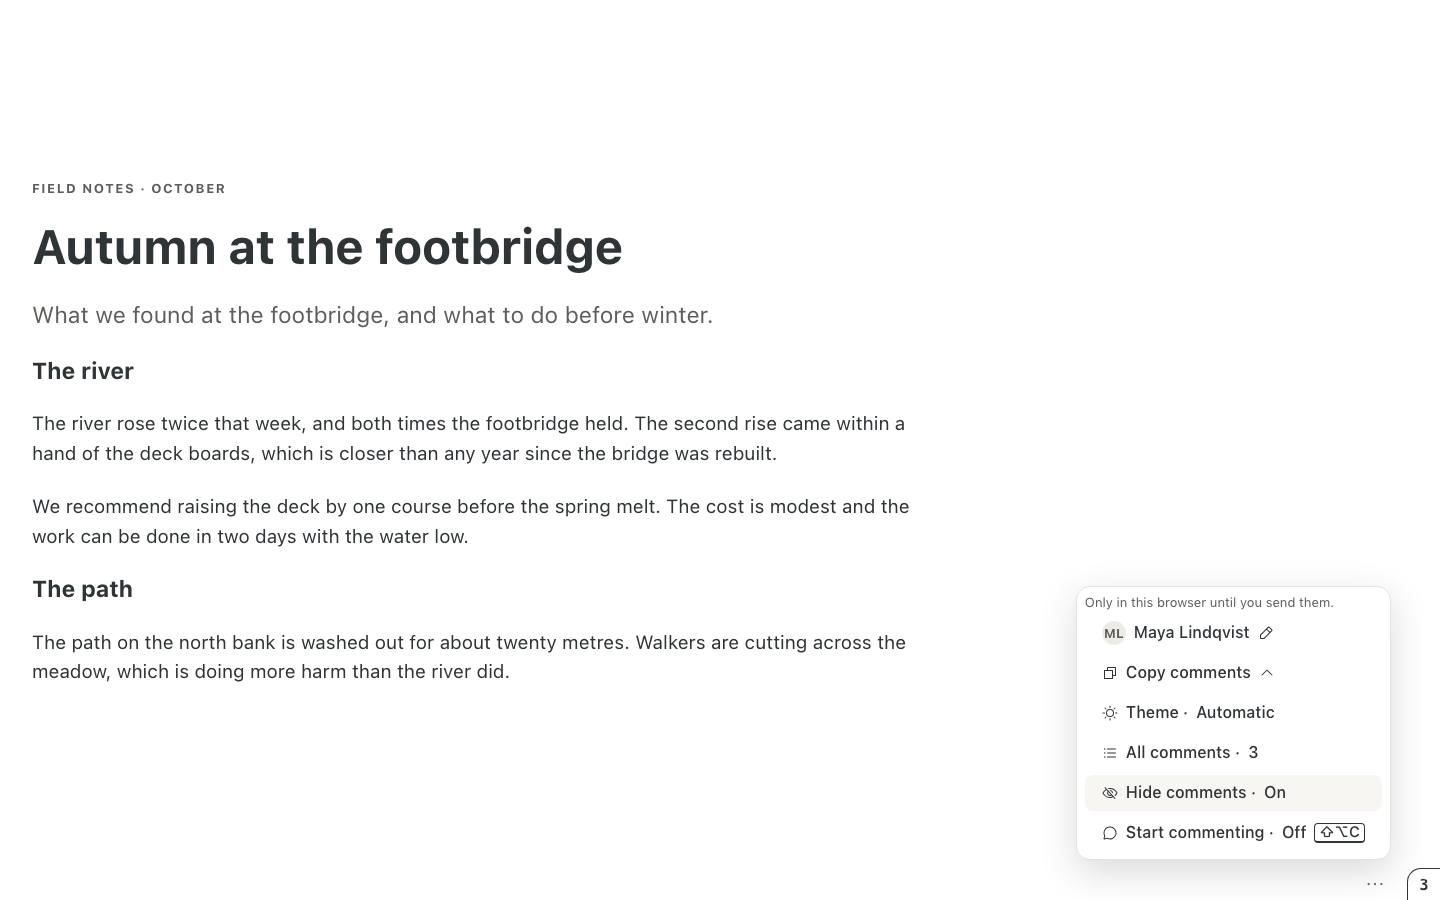 FIELD NOTES · OCTOBER
Autumn at the footbridge
What we found at the footbridge, and what to do before winter.
The river
The river rose twice that week, and both times the footbridge held. The second rise came within a
hand of the deck boards, which is closer than any year since the bridge was rebuilt.
We recommend raising the deck by one course before the spring melt. The cost is modest and the
work can be done in two days with the water low.
The path
The path on the north bank is washed out for about twenty metres. Walkers are cutting across the
meadow, which is doing more harm than the river did.
Only in this browser until you send them.
ML Maya Lindqvist
Copy comments
Theme · Automatic
All comments · 3
Hide comments · On
Start commenting · Off ⇧⌥C
···
3